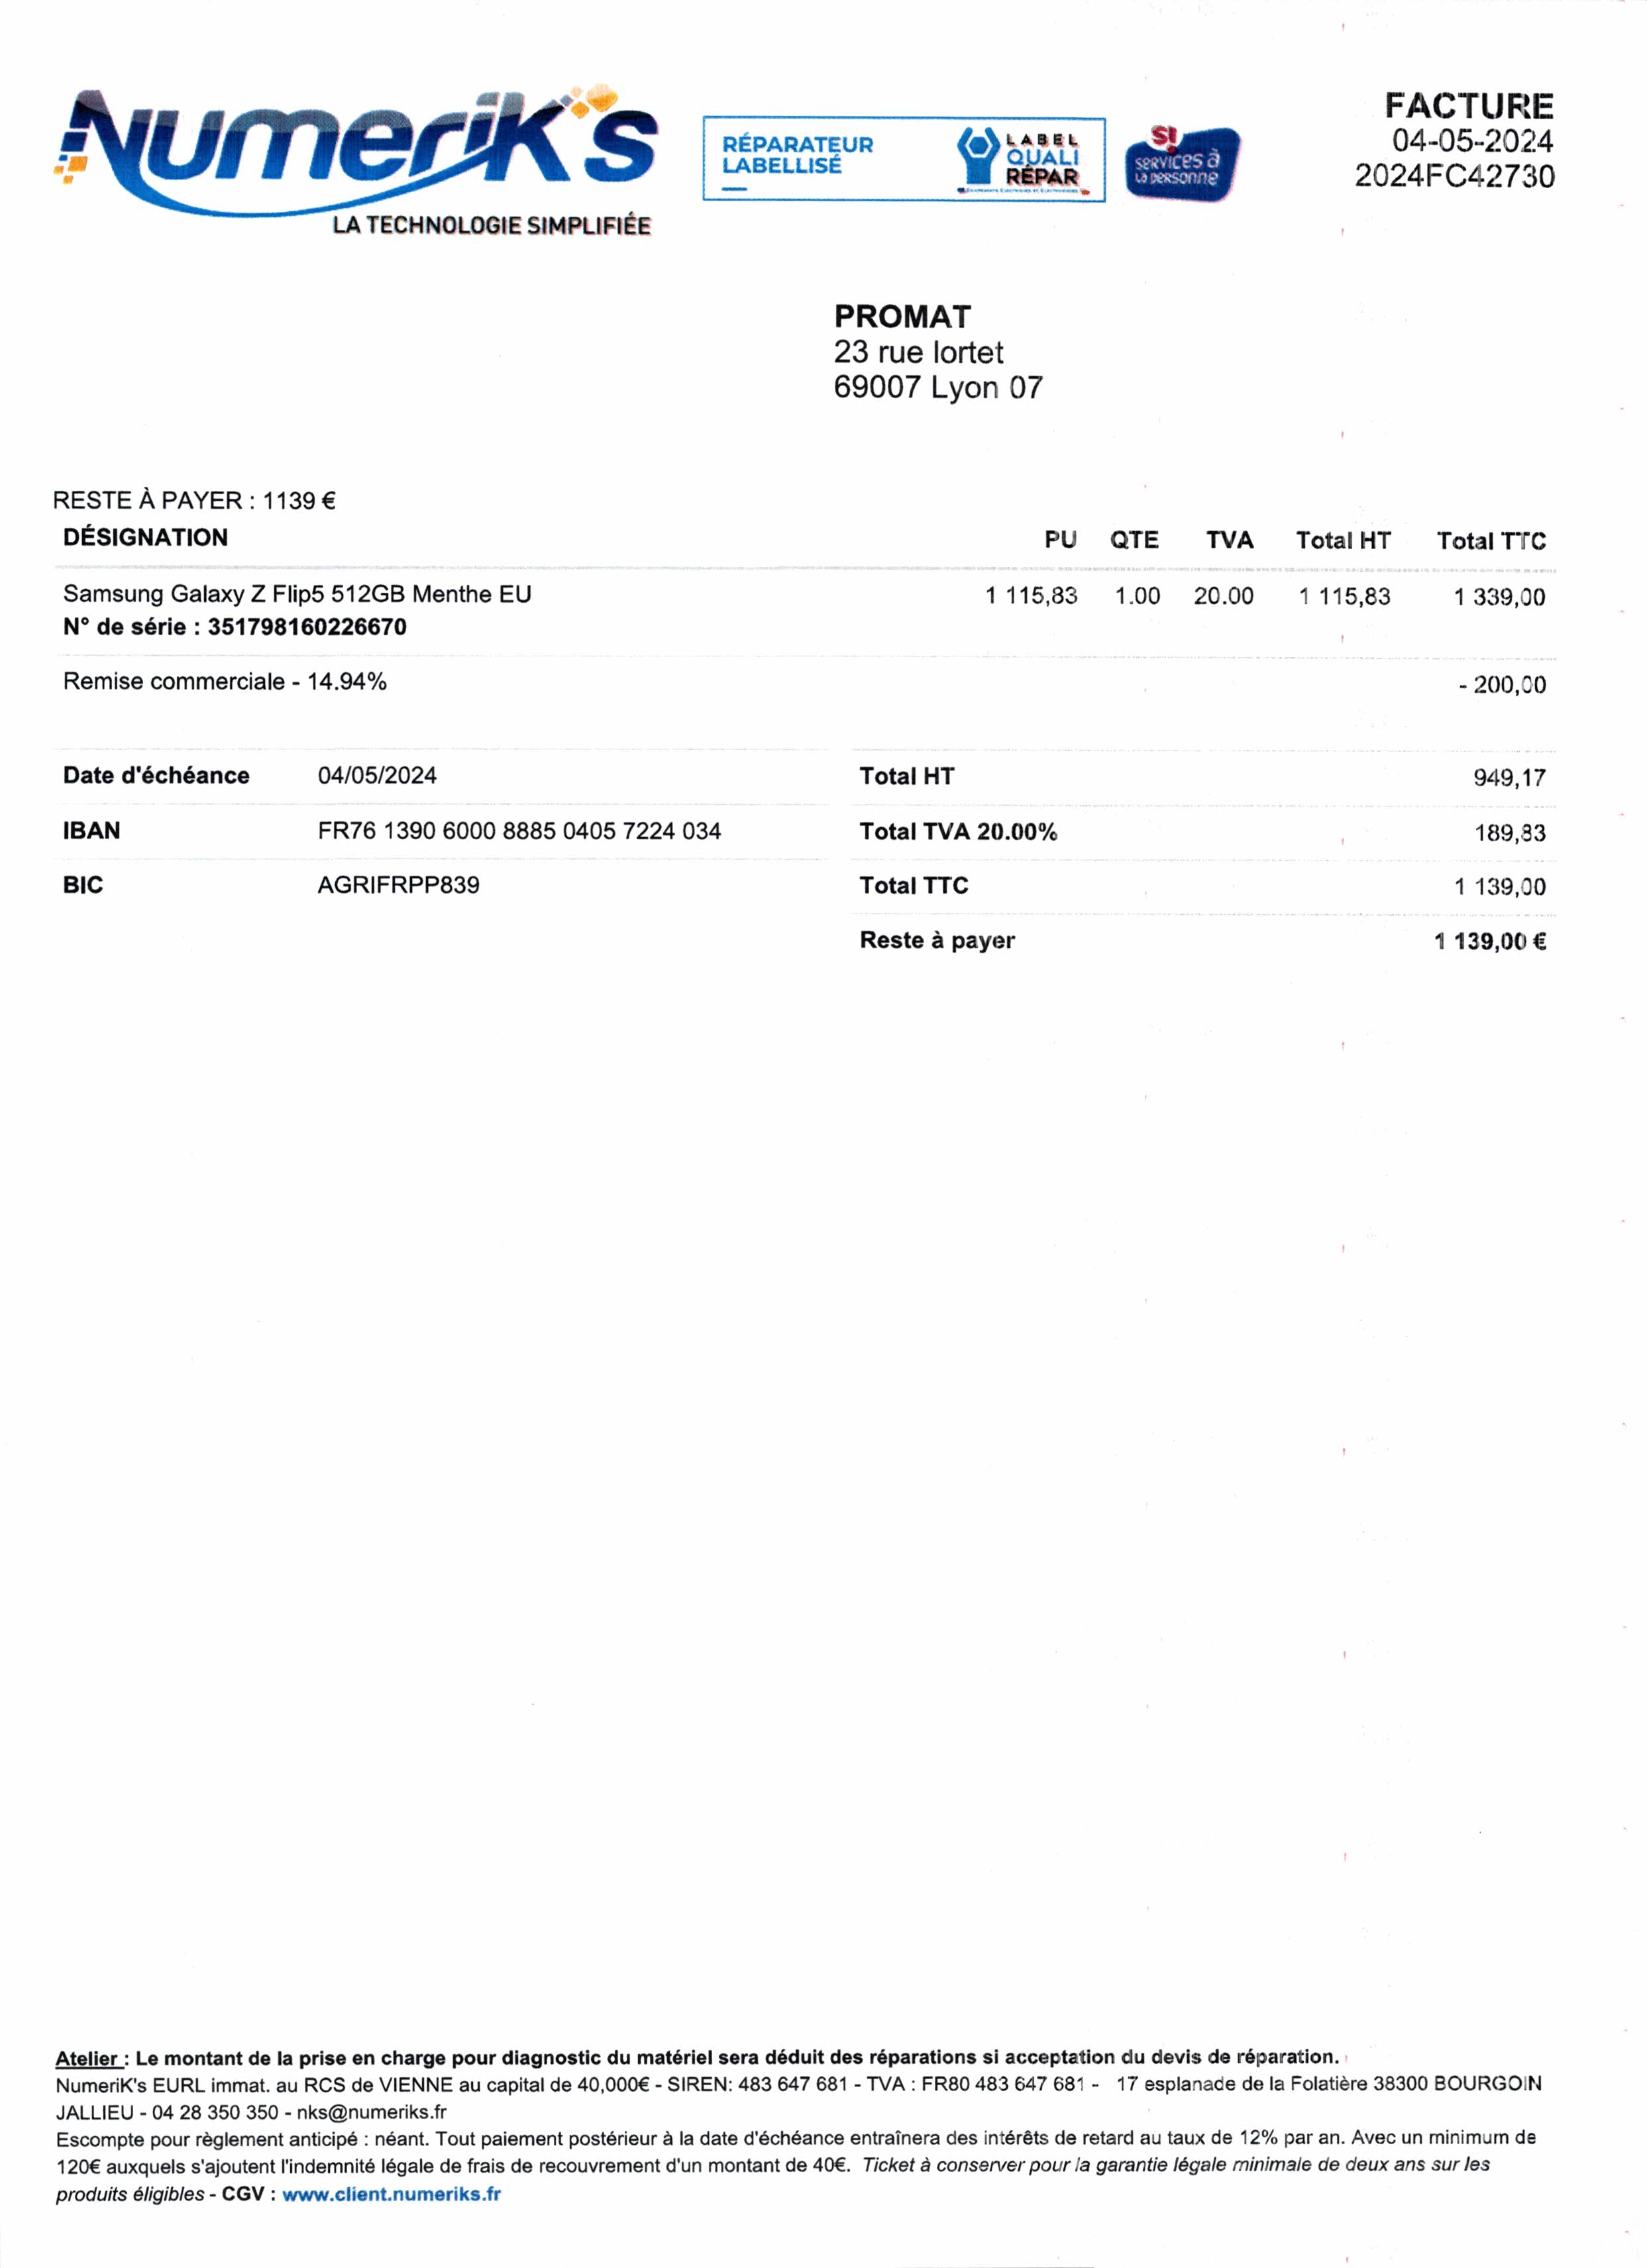 NumeriK's
LA TECHNOLOGIE SIMPLIFIÉE
RÉPARATEUR
LABELLISÉ
LABEL
QUALI
RÉPAR
services à
la personne
FACTURE
04-05-2024
2024FC42730
PROMAT
23 rue lortet
69007 Lyon 07
RESTE À PAYER : 1139 €
DÉSIGNATION PU QTE TVA Total HT Total TTC
Samsung Galaxy Z Flip5 512GB Menthe EU 1 115,83 1.00 20.00 1 115,83 1 339,00
N° de série : 351798160226670
Remise commerciale - 14.94% - 200,00
Date d'échéance 04/05/2024 Total HT 949,17
IBAN FR76 1390 6000 8885 0405 7224 034 Total TVA 20.00% 189,83
BIC AGRIFRPP839 Total TTC 1 139,00
Reste à payer 1 139,00 €
Atelier : Le montant de la prise en charge pour diagnostic du matériel sera déduit des réparations si acceptation du devis de réparation.
NumeriK's EURL immat. au RCS de VIENNE au capital de 40,000€ - SIREN: 483 647 681 - TVA : FR80 483 647 681 - 17 esplanade de la Folatière 38300 BOURGOIN
JALLIEU - 04 28 350 350 - nks@numeriks.fr
Escompte pour règlement anticipé : néant. Tout paiement postérieur à la date d'échéance entraînera des intérêts de retard au taux de 12% par an. Avec un minimum de
120€ auxquels s'ajoutent l'indemnité légale de frais de recouvrement d'un montant de 40€. Ticket à conserver pour la garantie légale minimale de deux ans sur les
produits éligibles - CGV : www.client.numeriks.fr